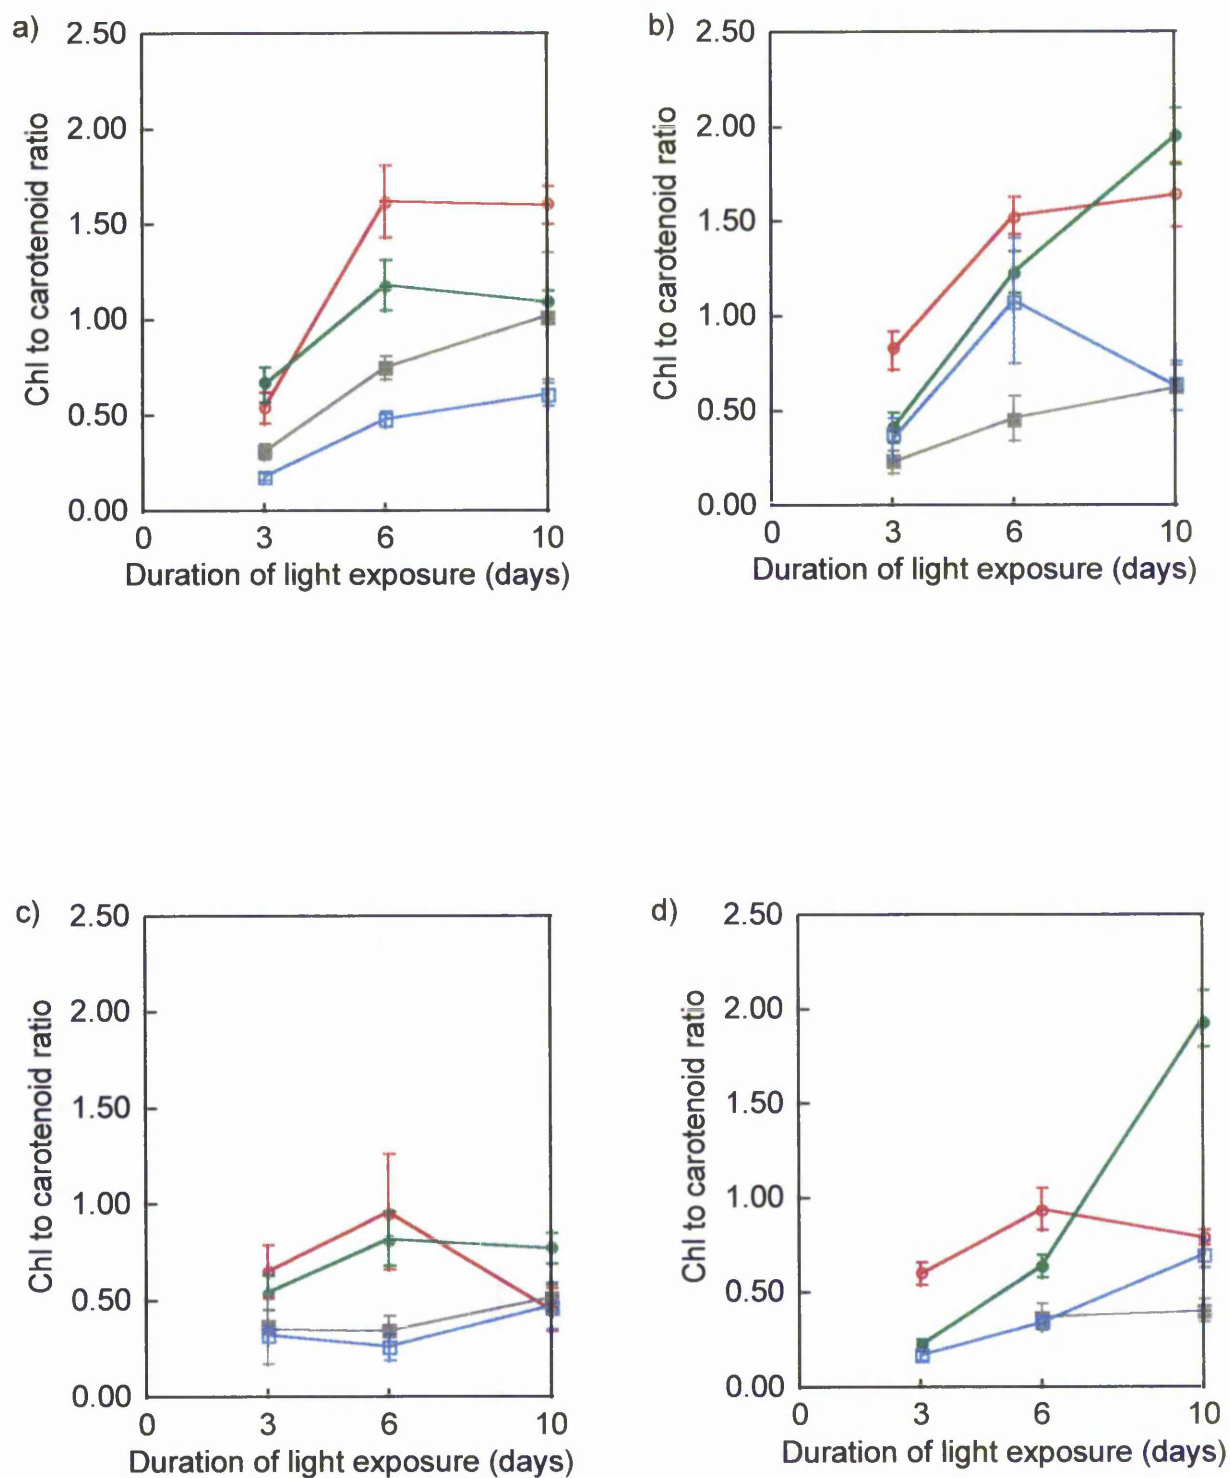 a)
2.50
2.00
1.50
1.00
0.50
0.00
Chl to carotenoid ratio
0 3 6 10
Duration of light exposure (days)
b)
2.50
2.00
1.50
1.00
0.50
0.00
Chl to carotenoid ratio
0 3 6 10
Duration of light exposure (days)
c)
2.50
2.00
1.50
1.00
0.50
0.00
Chl to carotenoid ratio
0 3 6 10
Duration of light exposure (days)
d)
2.50
2.00
1.50
1.00
0.50
0.00
Chl to carotenoid ratio
0 3 6 10
Duration of light exposure (days)